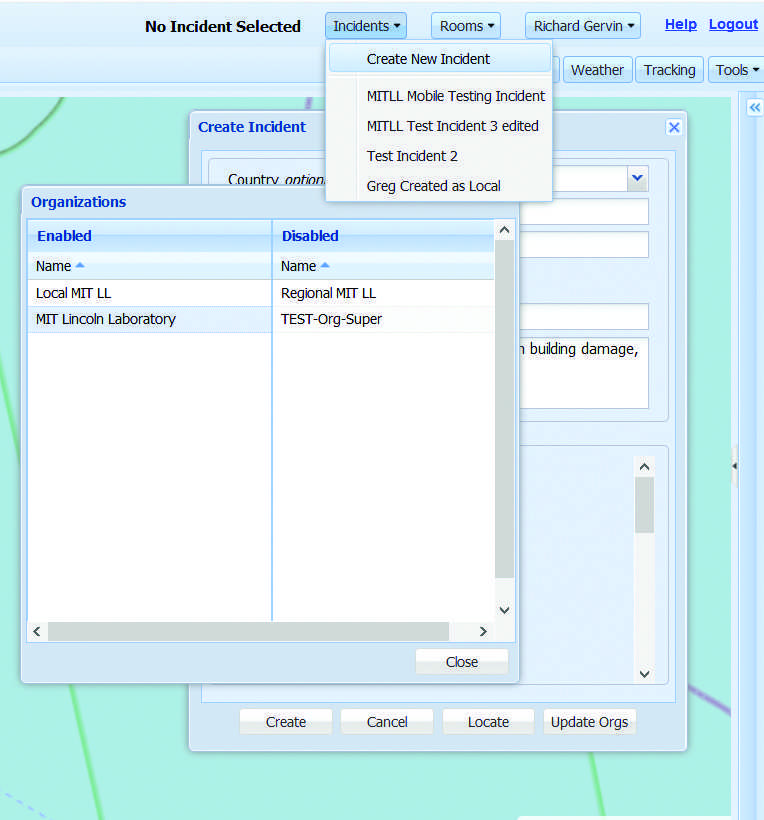 No Incident Selected Incidents Rooms Richard Gervin Help Logout
Create New Incident
Weather Tracking Tools
MITLL Mobile Testing Incident
MITLL Test Incident 3 edited
Test Incident 2
Greg Created as Local
Create Incident
Country
Organizations
Enabled Disabled
Name Name
Local MIT LL Regional MIT LL
MIT Lincoln Laboratory TEST-Org-Super
building damage,
Close
Create Cancel Locate Update Orgs